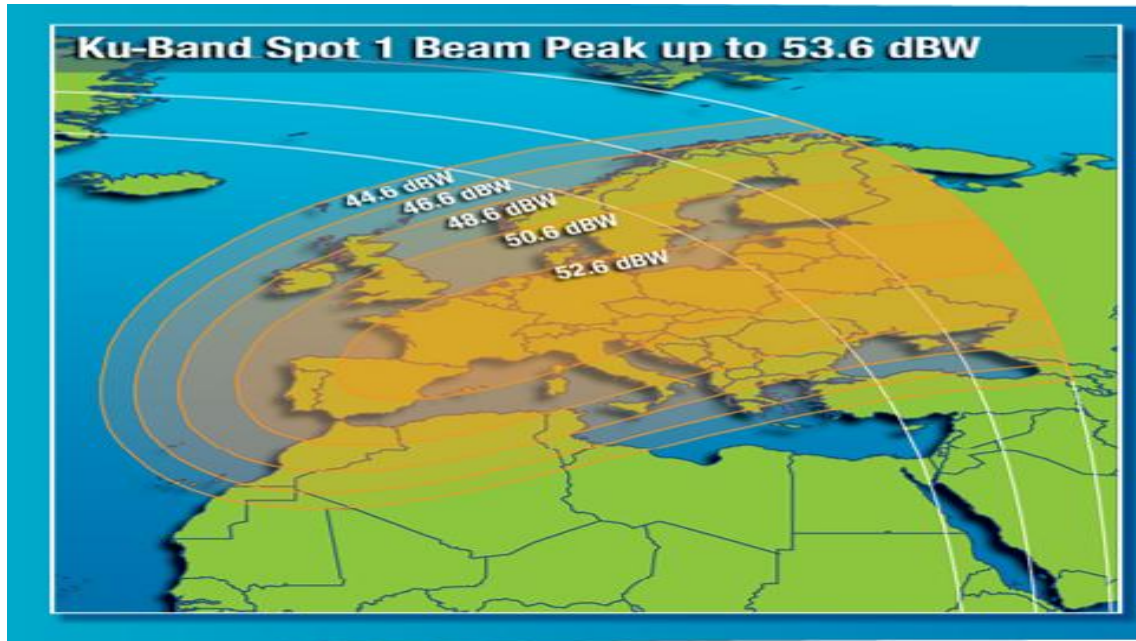 Ku-Band Spot 1 Beam Peak up to 53.6 dBW
44.6 dBW
46.6 dBW
48.6 dBW
50.6 dBW
52.6 dBW